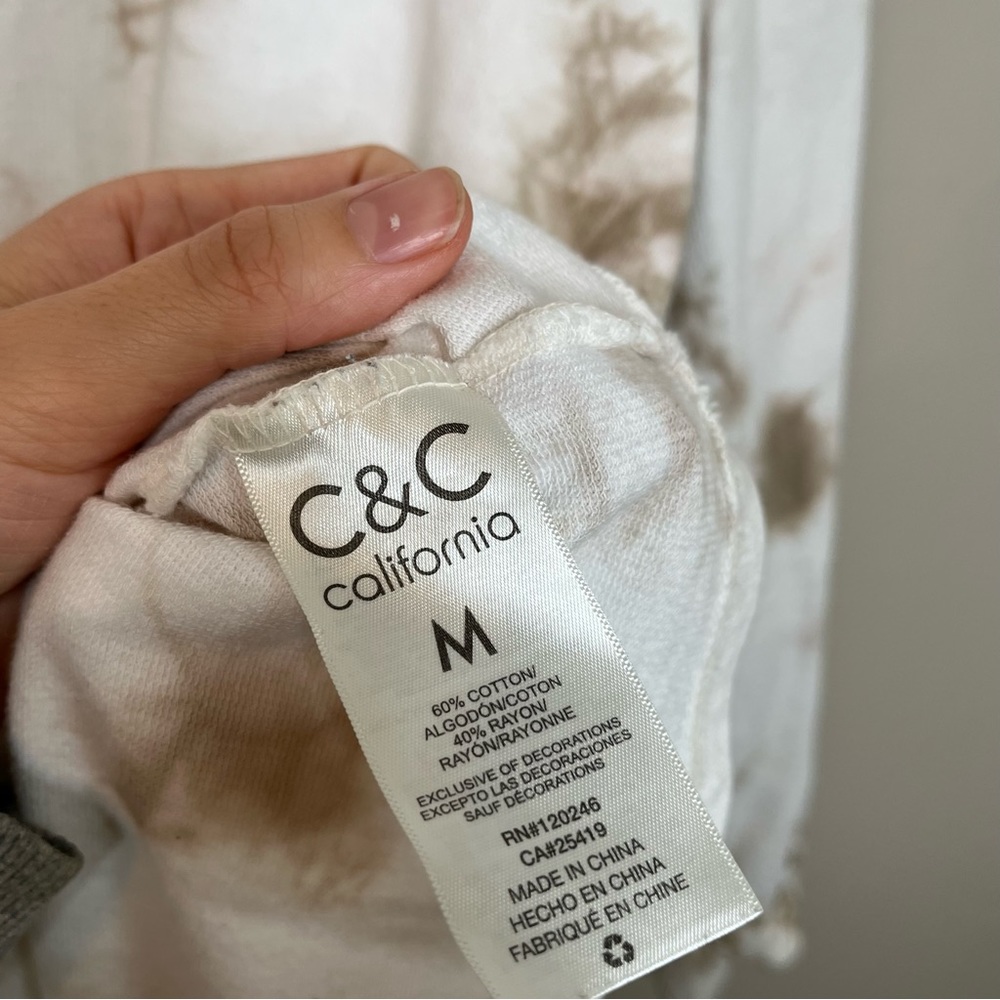 C&C
california
M
60% COTTON/
ALGODÓN/COTON
40% RAYON/
RAYÓN/RAYONNE
EXCLUSIVE OF DECORATIONS
EXCEPTO LAS DECORACIONES
SAUF DÉCORATIONS
RN#120246
CA#25419
MADE IN CHINA
HECHO EN CHINA
FABRIQUÉ EN CHINE